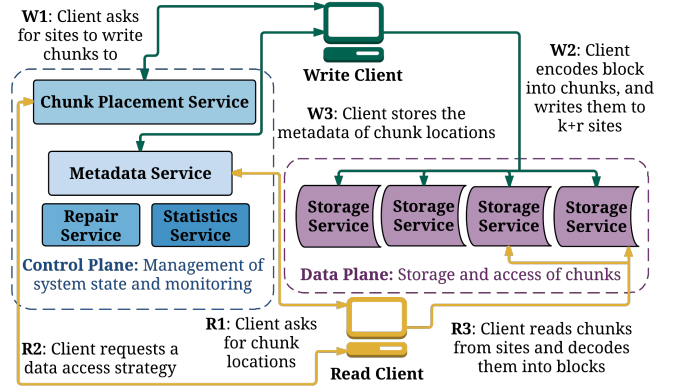 W1: Client asks
for sites to write
chunks to
Write Client
W2: Client
encodes block
into chunks, and
writes them to
k+r sites
Chunk Placement Service
W3: Client stores the
metadata of chunk locations
Metadata Service
Repair
Service
Statistics
Service
Control Plane: Management of
system state and monitoring
Storage
Service
Storage
Service
Storage
Service
Storage
Service
Data Plane: Storage and access of chunks
R1: Client asks
for chunk
locations
R2: Client requests a
data access strategy
Read Client
R3: Client reads chunks
from sites and decodes
them into blocks